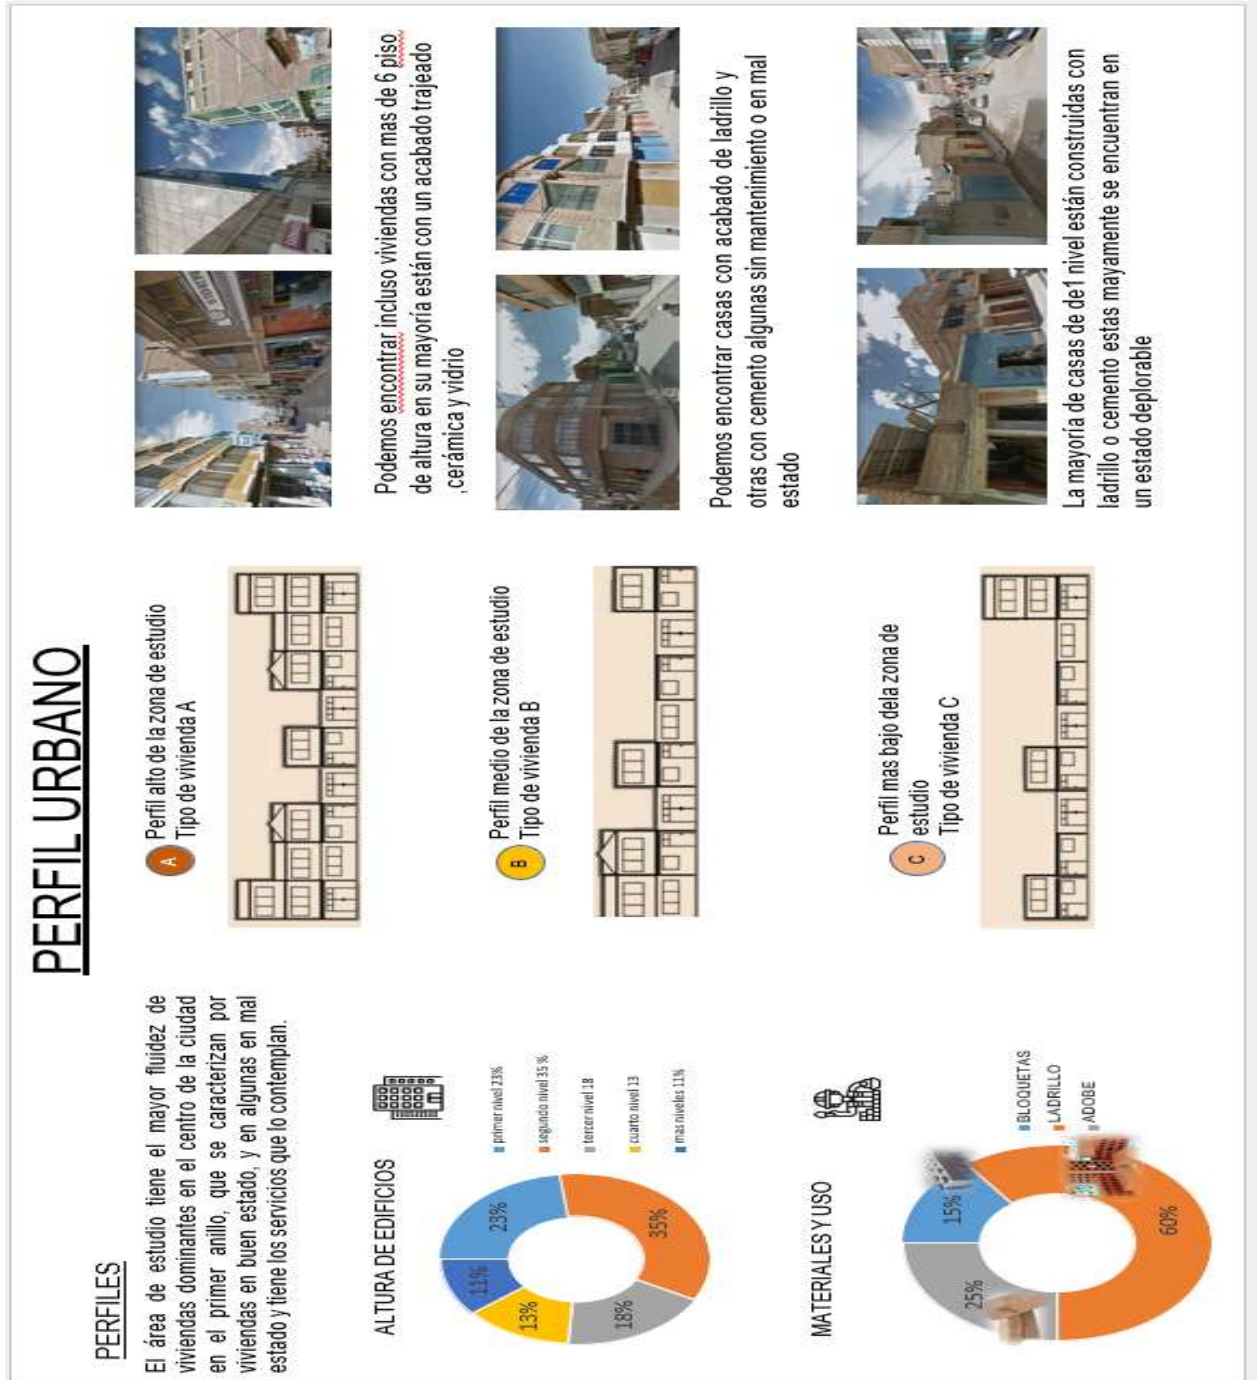 PERFIL URBANO
PERFILES
El área de estudio tiene el mayor fluidez de
viviendas dominantes en el centro de la ciudad
en el primer anillo, que se caracterizan por
viviendas en buen estado, y en algunas en mal
estado y tiene los servicios que lo contemplan.
ALTURA DE EDIFICIOS
23%
35%
18%
13%
11%
primer nivel 23%
segundo nivel 35 %
tercer nivel 18
cuarto nivel 13
mas niveles 11%
MATERIALES Y USO
15%
60%
25%
BLOQUETAS
LADRILLO
ADOBE
A
Perfil alto de la zona de estudio
Tipo de vivienda A
B
Perfil medio de la zona de estudio
Tipo de vivienda B
C
Perfil mas bajo dela zona de
estudio
Tipo de vivienda C
Podemos encontrar incluso viviendas con mas de 6 piso
de altura en su mayoría están con un acabado trajeado
,cerámica y vidrio
Podemos encontrar casas con acabado de ladrillo y
otras con cemento algunas sin mantenimiento o en mal
estado
La mayoría de casas de de1 nivel están construidas con
ladrillo o cemento estas mayamente se encuentran en
un estado deplorable